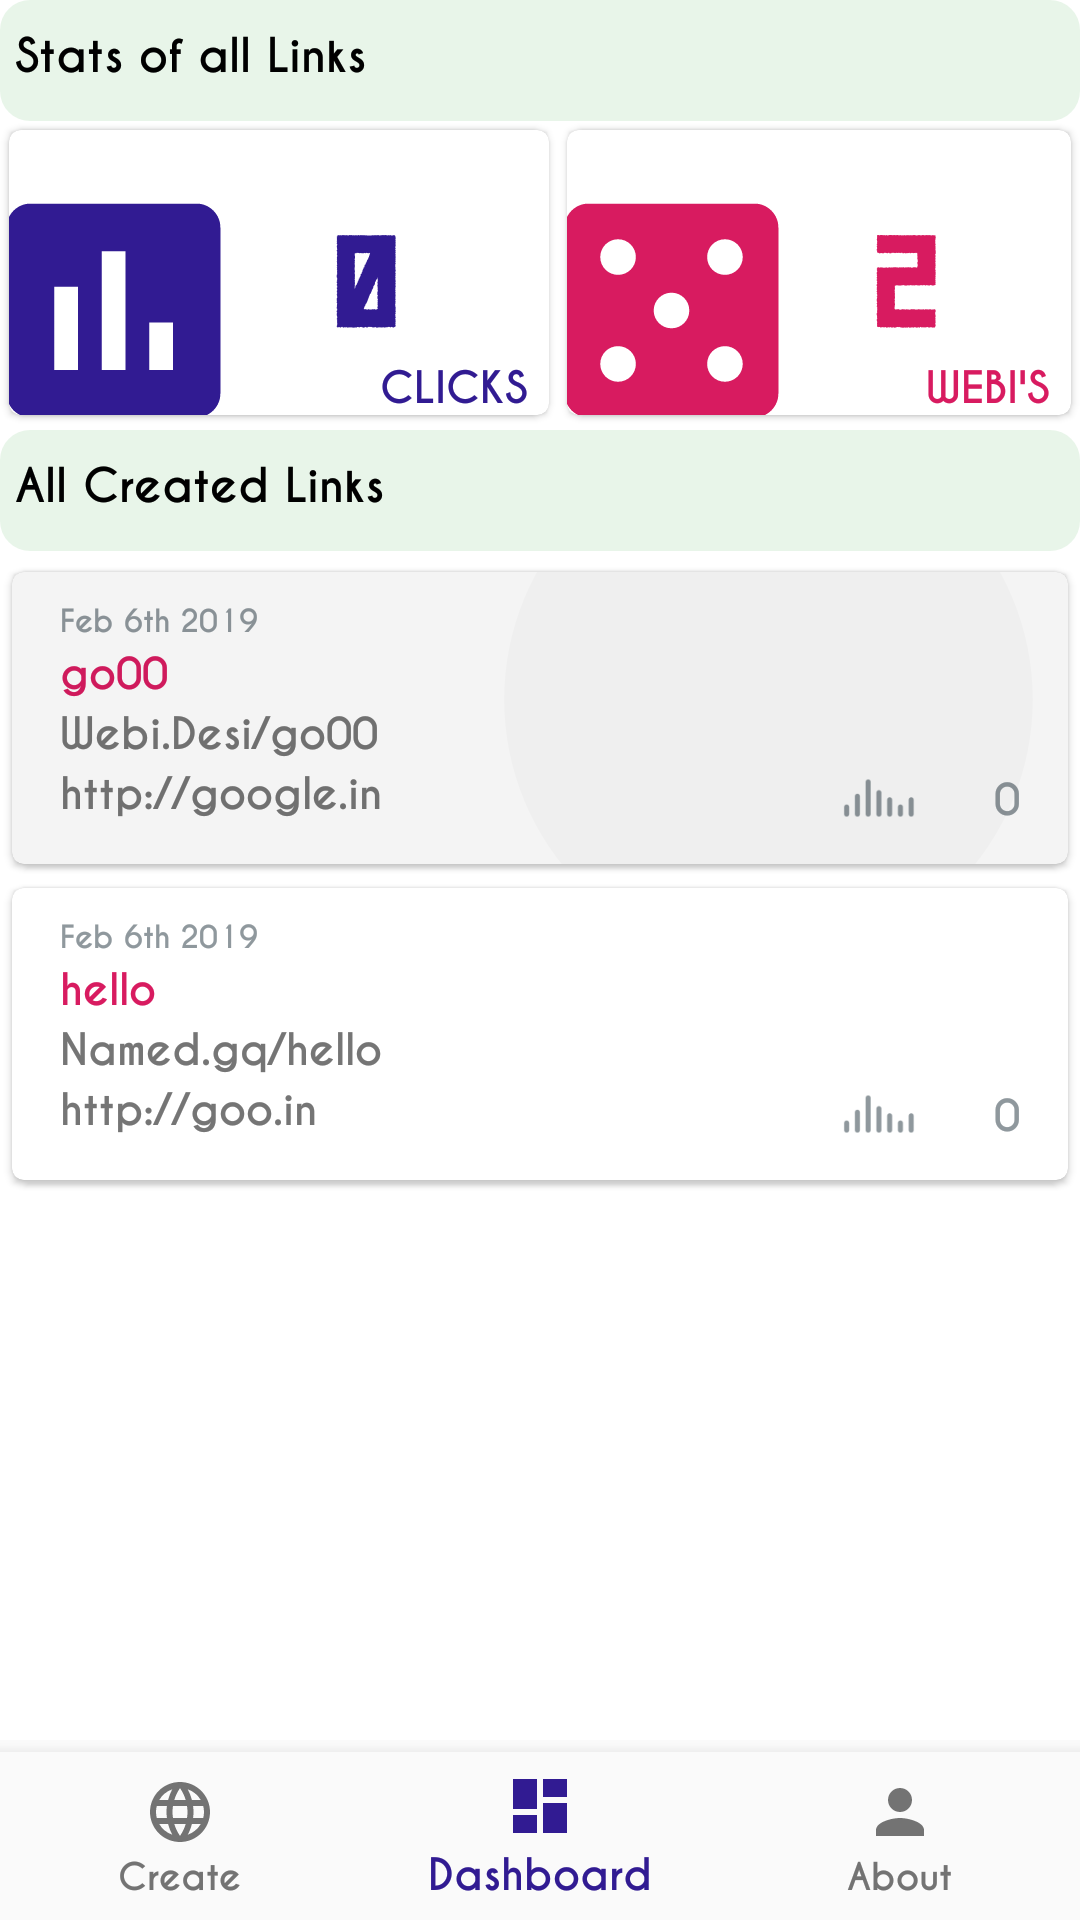 Stats of all Links
0
CLICKS
2
WEBI'S
All Created Links
Feb 6th 2019
go00
Webi.Desi/go00
http://google.in
0
Feb 6th 2019
hello
Named.gq/hello
http://goo.in
0
Create
Dashboard
About